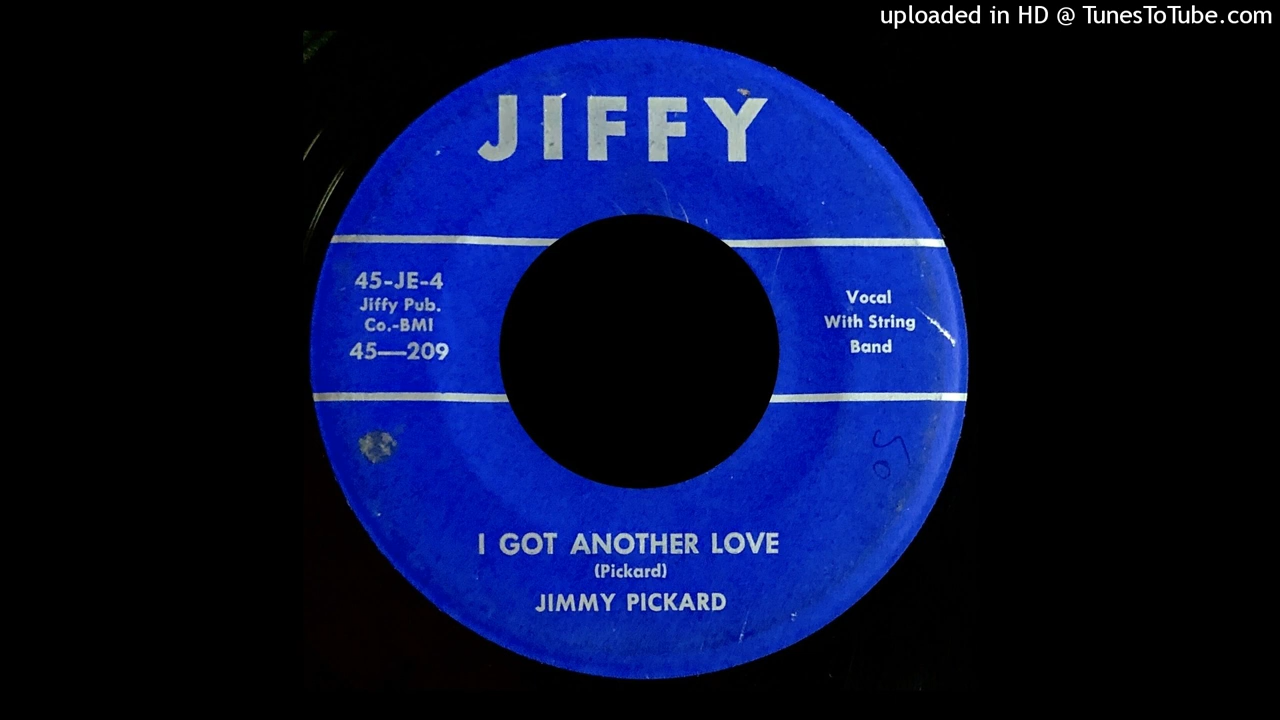 uploaded in HD @ TunesToTube.com
JIFFY
45-JE-4
Jiffy Pub.
Co.-BMI
45—209
Vocal
With String
Band
I GOT ANOTHER LOVE
(Pickard)
JIMMY PICKARD